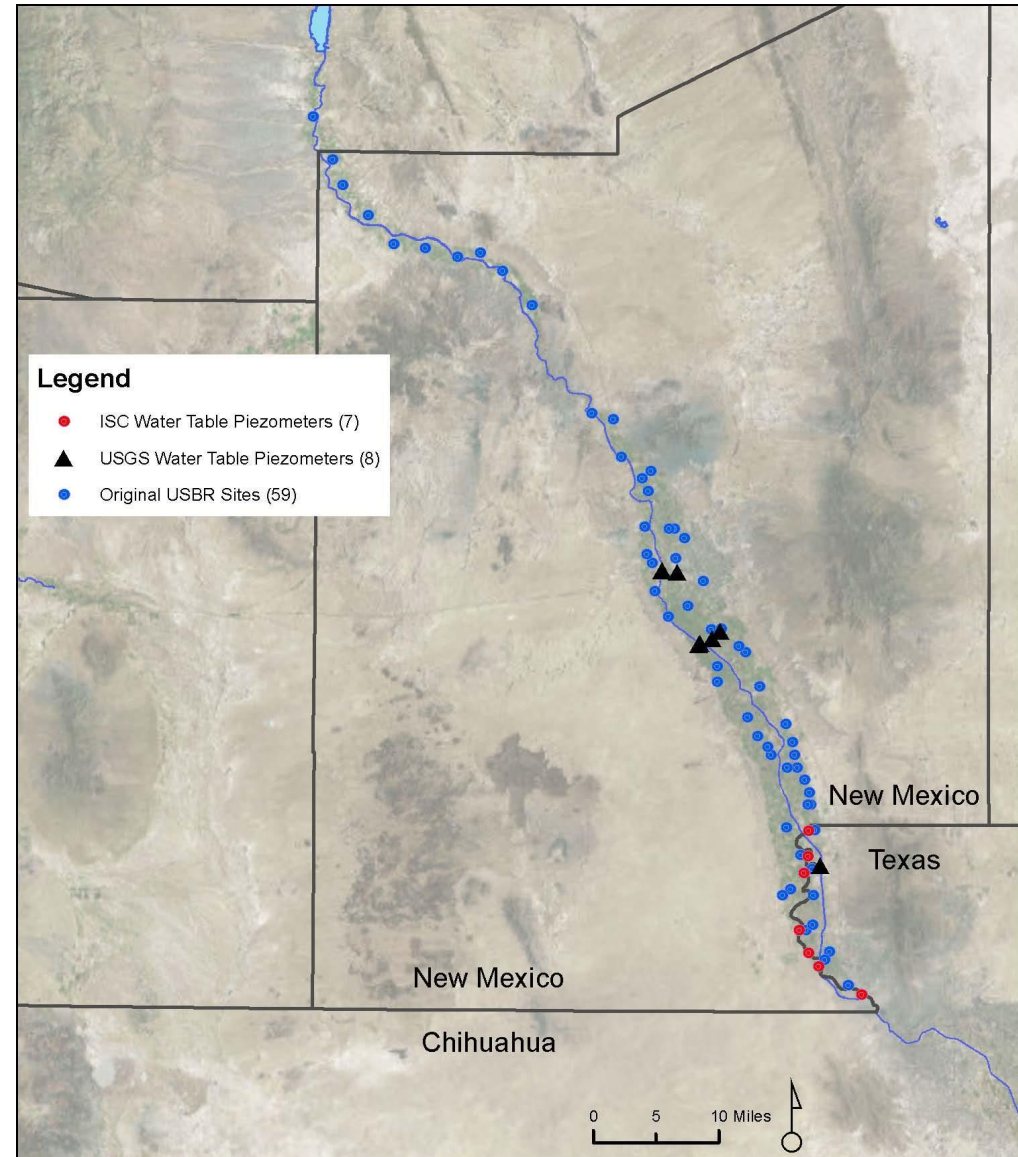 Legend
ISC Water Table Piezometers (7)
USGS Water Table Piezometers (8)
Original USBR Sites (59)
New Mexico
Texas
New Mexico
Chihuahua
0 5 10 Miles